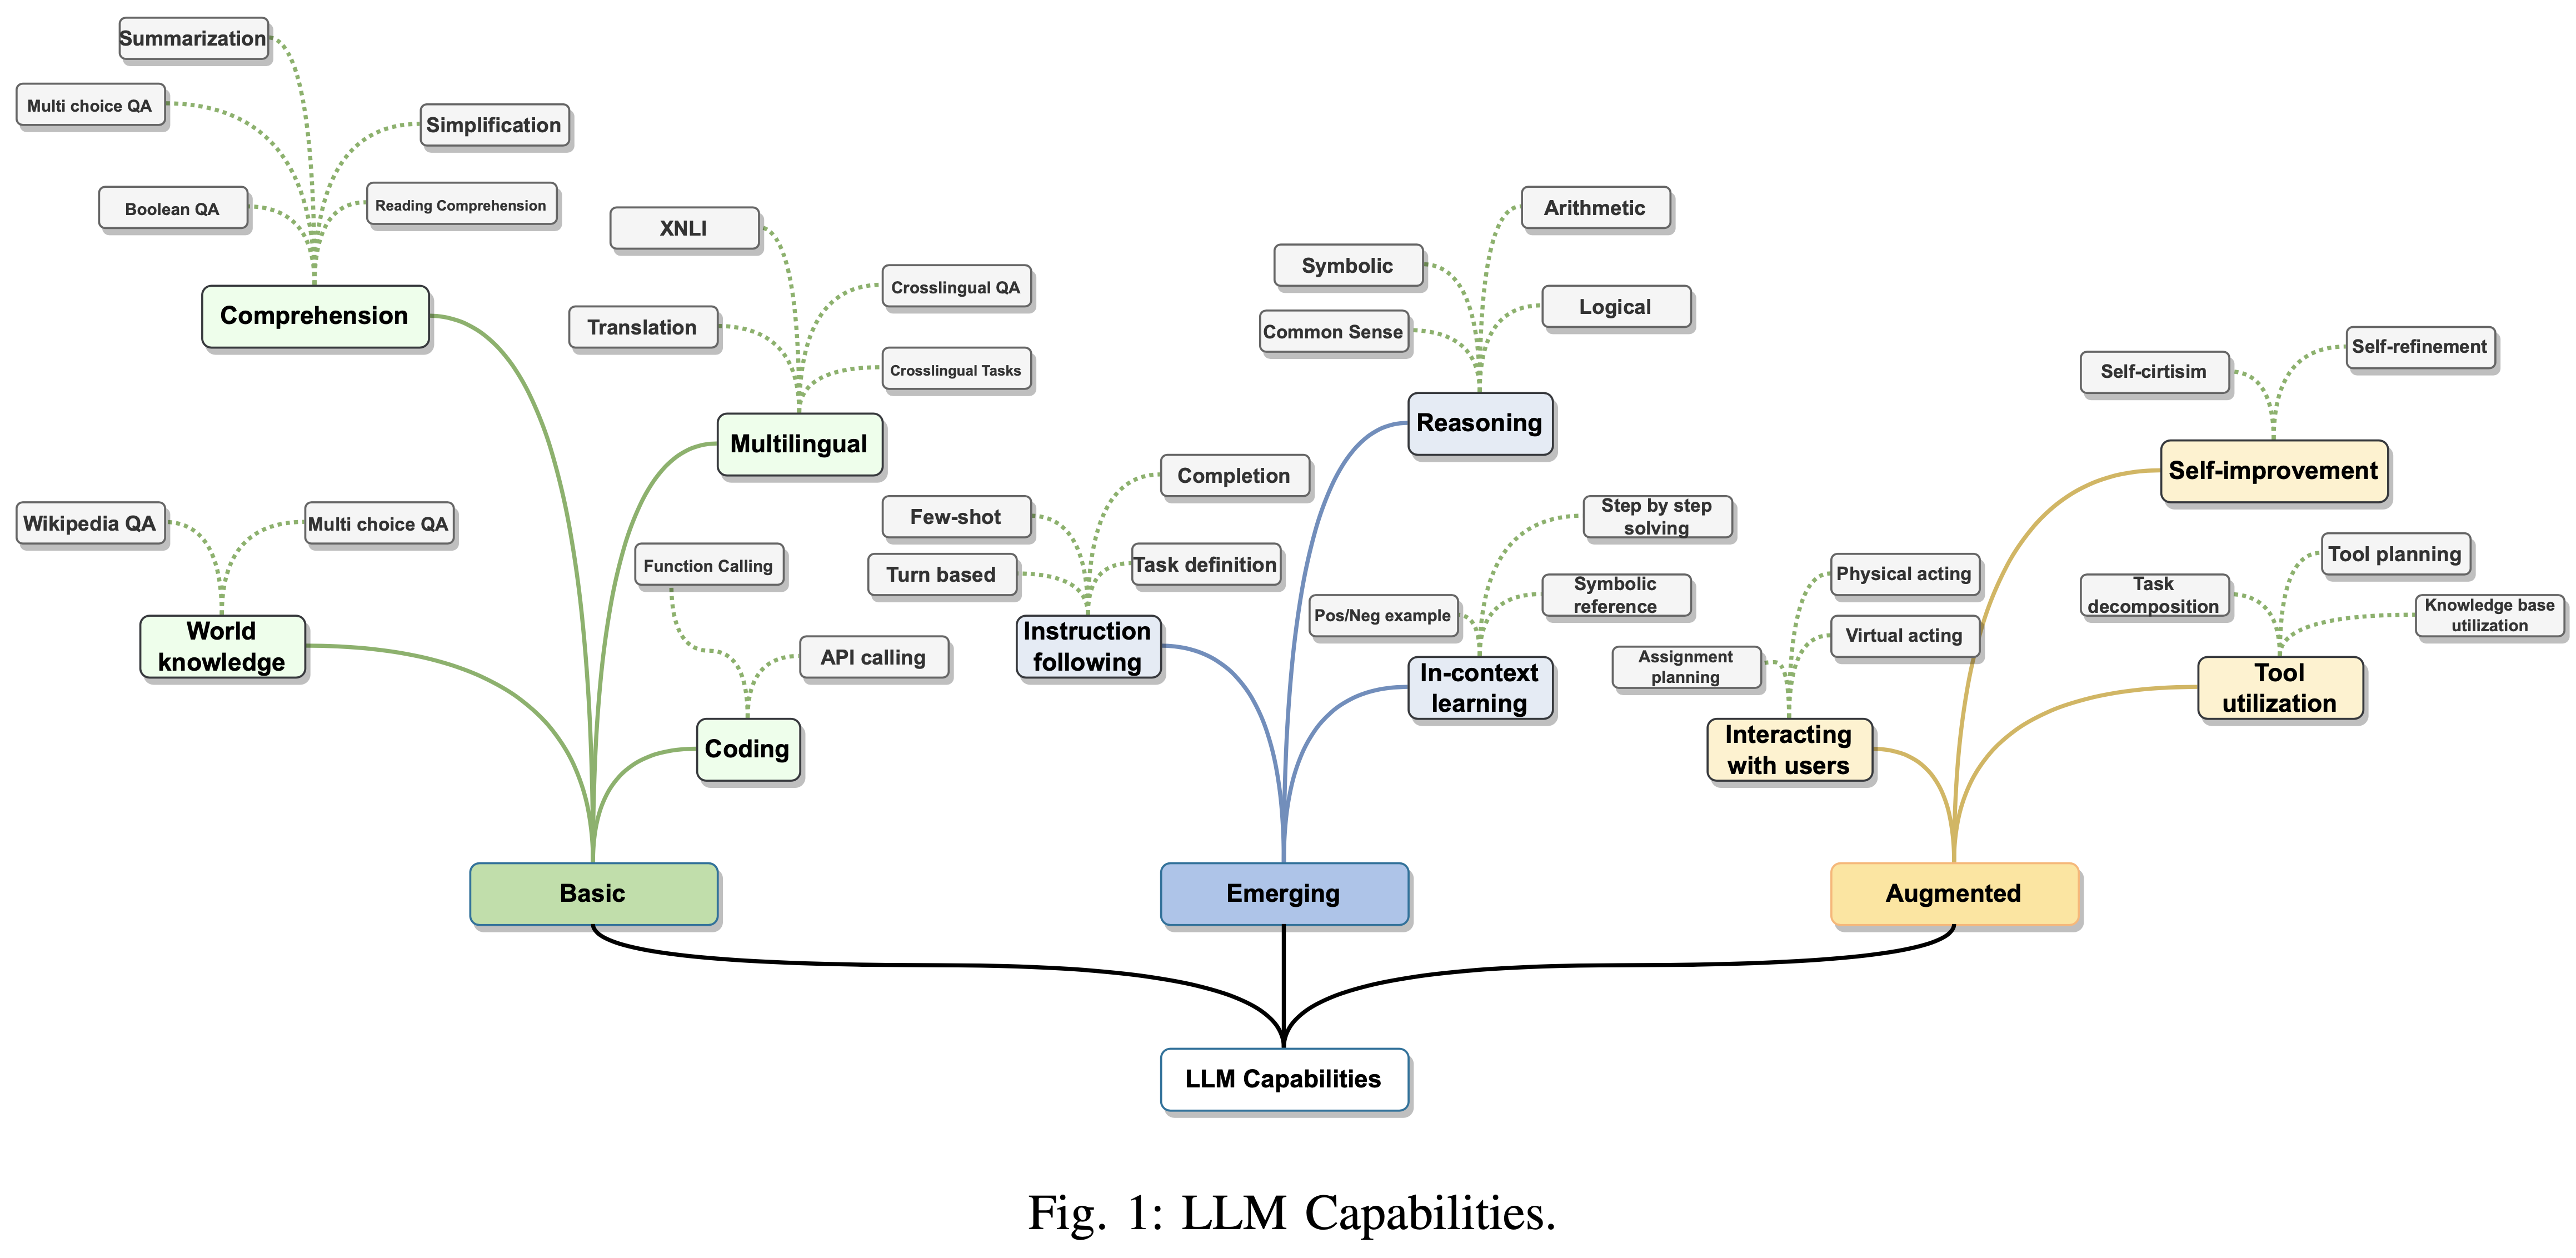 Summarization
Multi choice QA
Simplification
Boolean QA
Reading Comprehension
Comprehension
XNLI
Crosslingual QA
Translation
Crosslingual Tasks
Multilingual
Wikipedia QA
Multi choice QA
World
knowledge
Function Calling
API calling
Coding
Basic
Arithmetic
Symbolic
Logical
Common Sense
Reasoning
Completion
Few-shot
Turn based
Task definition
Instruction
following
Step by step
solving
Symbolic
reference
Pos/Neg example
In-context
learning
Emerging
Self-refinement
Self-cirtisim
Self-improvement
Physical acting
Virtual acting
Assignment
planning
Interacting
with users
Tool planning
Task
decomposition
Knowledge base
utilization
Tool
utilization
Augmented
LLM Capabilities
Fig. 1: LLM Capabilities.